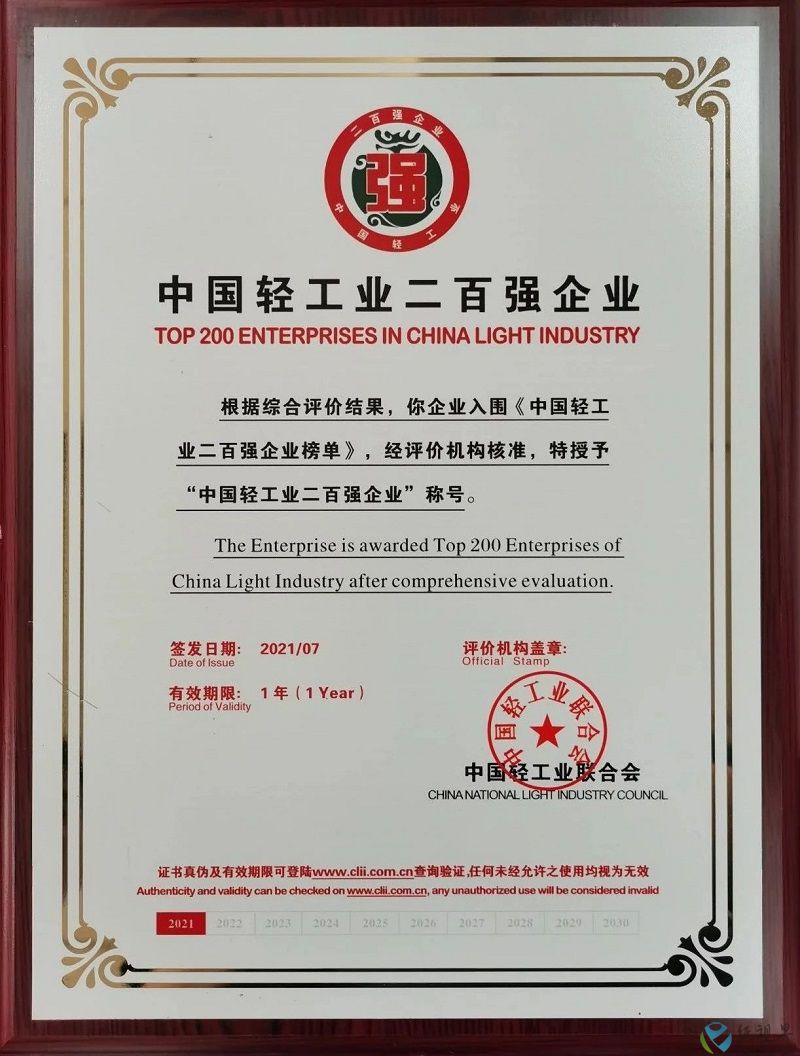 二百强企业
强
中国轻工业
中国轻工业二百强企业
TOP 200 ENTERPRISES IN CHINA LIGHT INDUSTRY
根据综合评价结果，你企业入围《中国轻工
业二百强企业榜单》，经评价机构核准，特授予
“中国轻工业二百强企业”称号。
The Enterprise is awarded Top 200 Enterprises of
China Light Industry after comprehensive evaluation.
签发日期： 2021/07
Date of Issue
有效期限： 1 年（1 Year）
Period of Validity
评价机构盖章：
Official Stamp
中国轻工业联合会
中国轻工业联合会
CHINA NATIONAL LIGHT INDUSTRY COUNCIL
证书真伪及有效期限可登陆www.clii.com.cn查询验证,任何未经允许之使用均视为无效
Authenticity and validity can be checked on www.clii.com.cn, any unauthorized use will be considered invalid
2021 2022 2023 2024 2025 2026 2027 2028 2029 2030